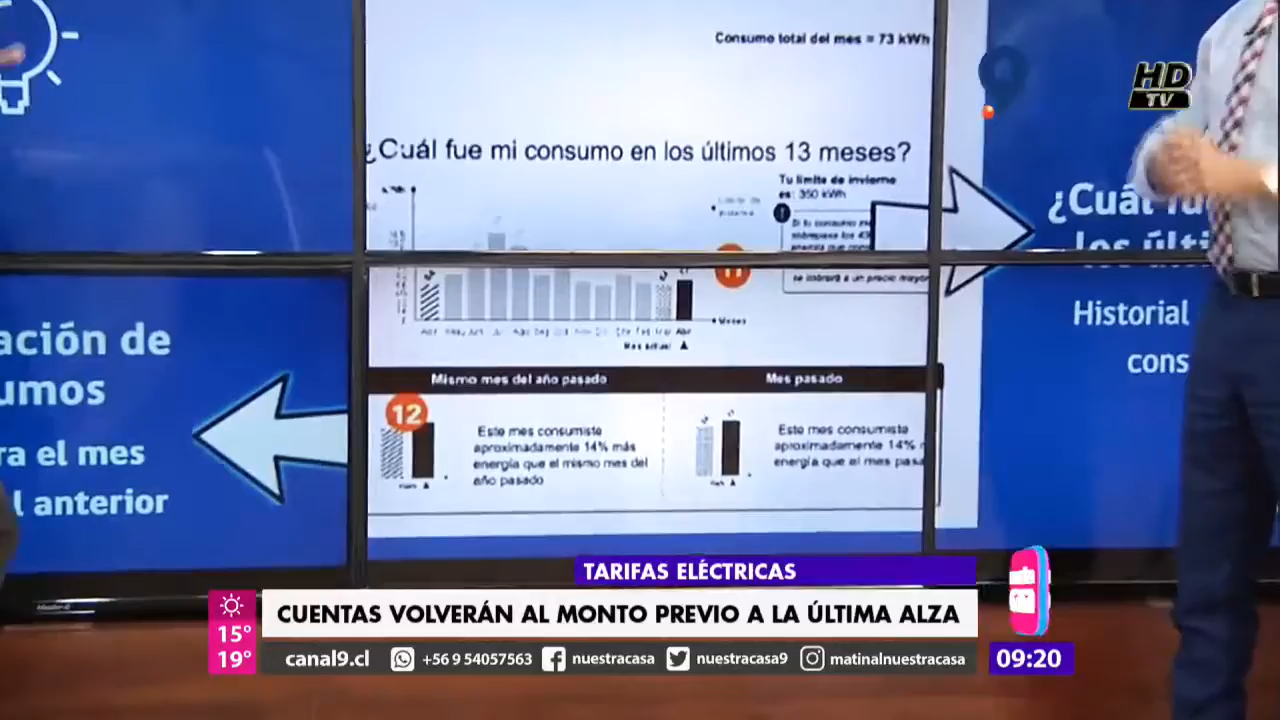 Consumo total del mes = 73 kWh
HD
TV
¿Cuál fue mi consumo en los últimos 13 meses?
Tu límite de invierno
es: 350 kWh
¿Cuál fu
los últi
11
se cobrará a un precio mayor
Meses
Mes actual
Historial
cons
ación de
umos
ra el mes
l anterior
Mismo mes del año pasado
Mes pasado
12
Este mes consumiste
aproximadamente 14% más
energía que el mismo mes del
año pasado
Este mes consumiste
aproximadamente 14%
energía que el mes pasa
TARIFAS ELÉCTRICAS
CUENTAS VOLVERÁN AL MONTO PREVIO A LA ÚLTIMA ALZA
15°
19°
canal9.cl
+56 9 54057563
nuestracasa
nuestracasa9
matinalnuestracasa
09:20